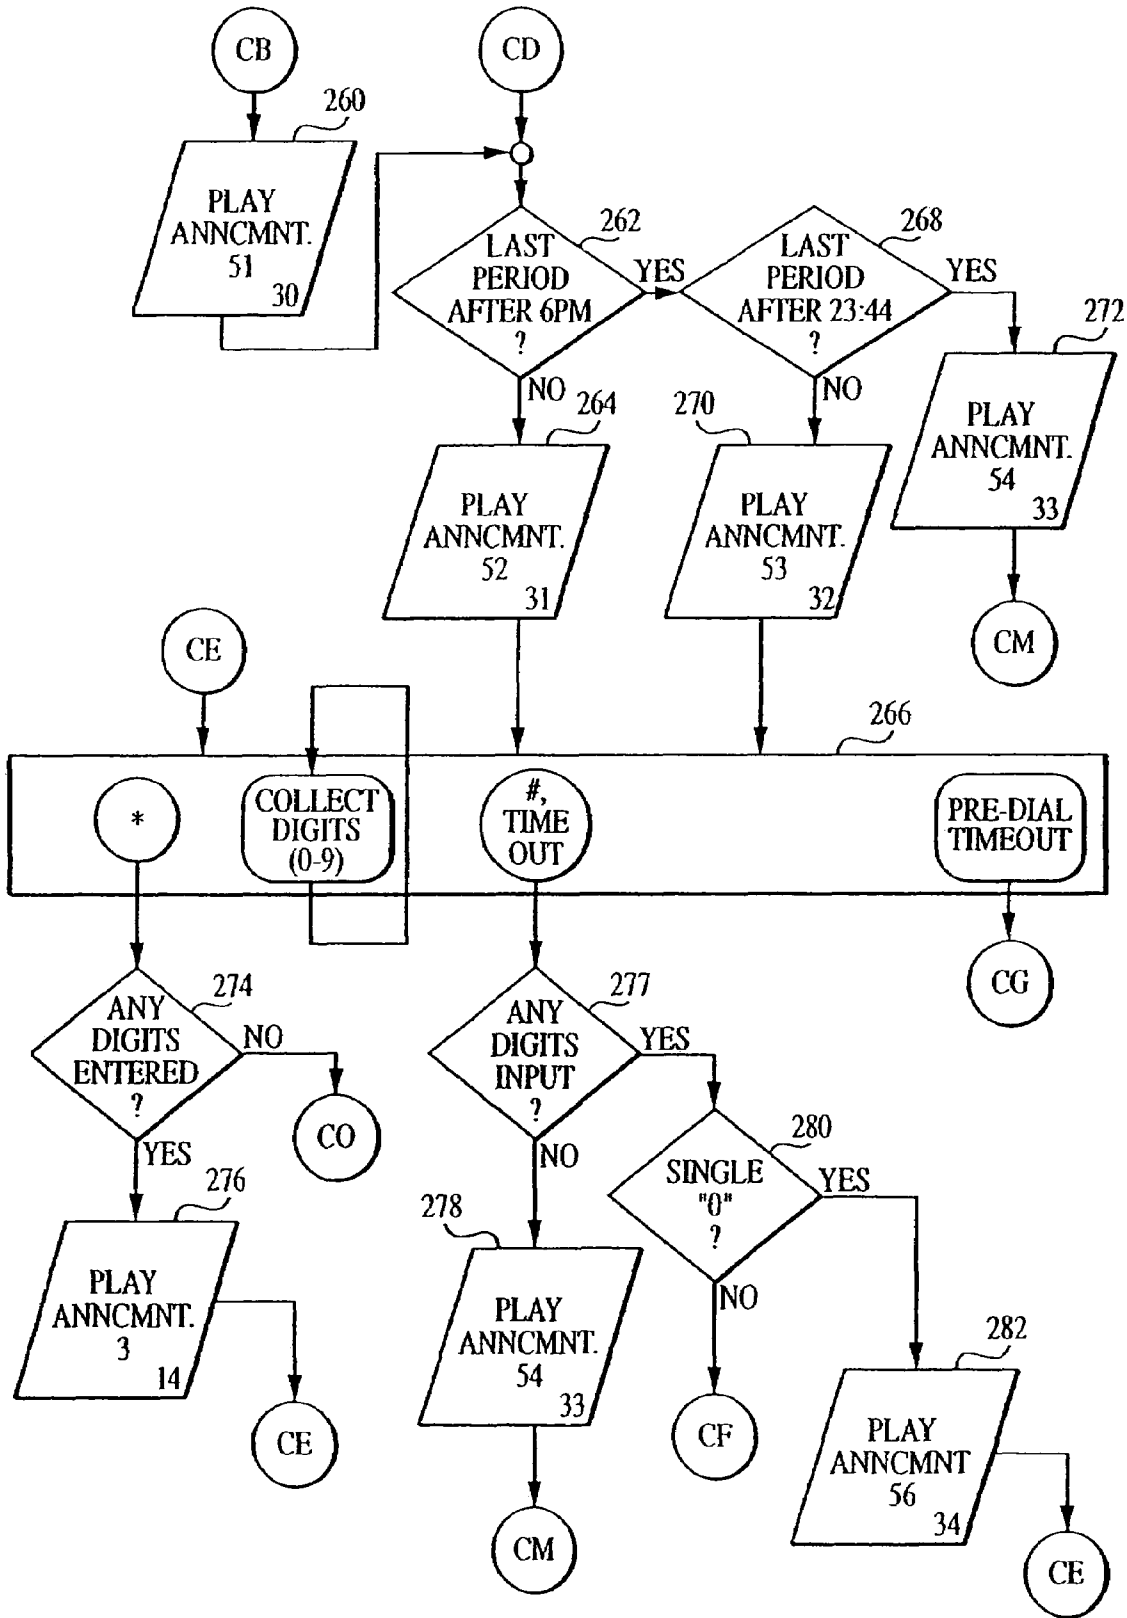 CB
CD
260
PLAY
ANNCMNT.
51
30
262
LAST
PERIOD
AFTER 6PM
?
YES
NO
268
LAST
PERIOD
AFTER 23:44
?
YES
NO
272
PLAY
ANNCMNT.
54
33
CM
264
PLAY
ANNCMNT.
52
31
270
PLAY
ANNCMNT.
53
32
CE
266
*
COLLECT
DIGITS
(0-9)
#,
TIME
OUT
PRE-DIAL
TIMEOUT
CG
274
ANY
DIGITS
ENTERED
?
NO
CO
YES
276
PLAY
ANNCMNT.
3
14
CE
277
ANY
DIGITS
INPUT
?
YES
NO
278
PLAY
ANNCMNT.
54
33
CM
280
SINGLE
"0"
?
YES
NO
CF
282
PLAY
ANNCMNT
56
34
CE